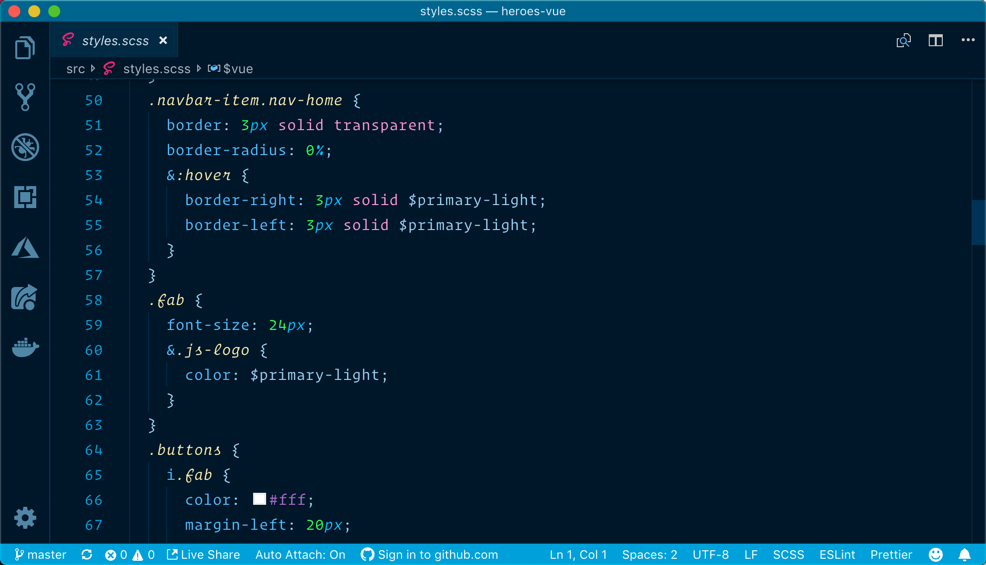 styles.scss — heroes-vue
styles.scss ×
src styles.scss $vue
50 .navbar-item.nav-home {
51 border: 3px solid transparent;
52 border-radius: 0%;
53 &:hover {
54 border-right: 3px solid $primary-light;
55 border-left: 3px solid $primary-light;
56 }
57 }
58 .fab {
59 font-size: 24px;
60 &.js-logo {
61 color: $primary-light;
62 }
63 }
64 .buttons {
65 i.fab {
66 color: #fff;
67 margin-left: 20px;
master 0 0 Live Share Auto Attach: On Sign in to github.com Ln 1, Col 1 Spaces: 2 UTF-8 LF SCSS ESLint Prettier